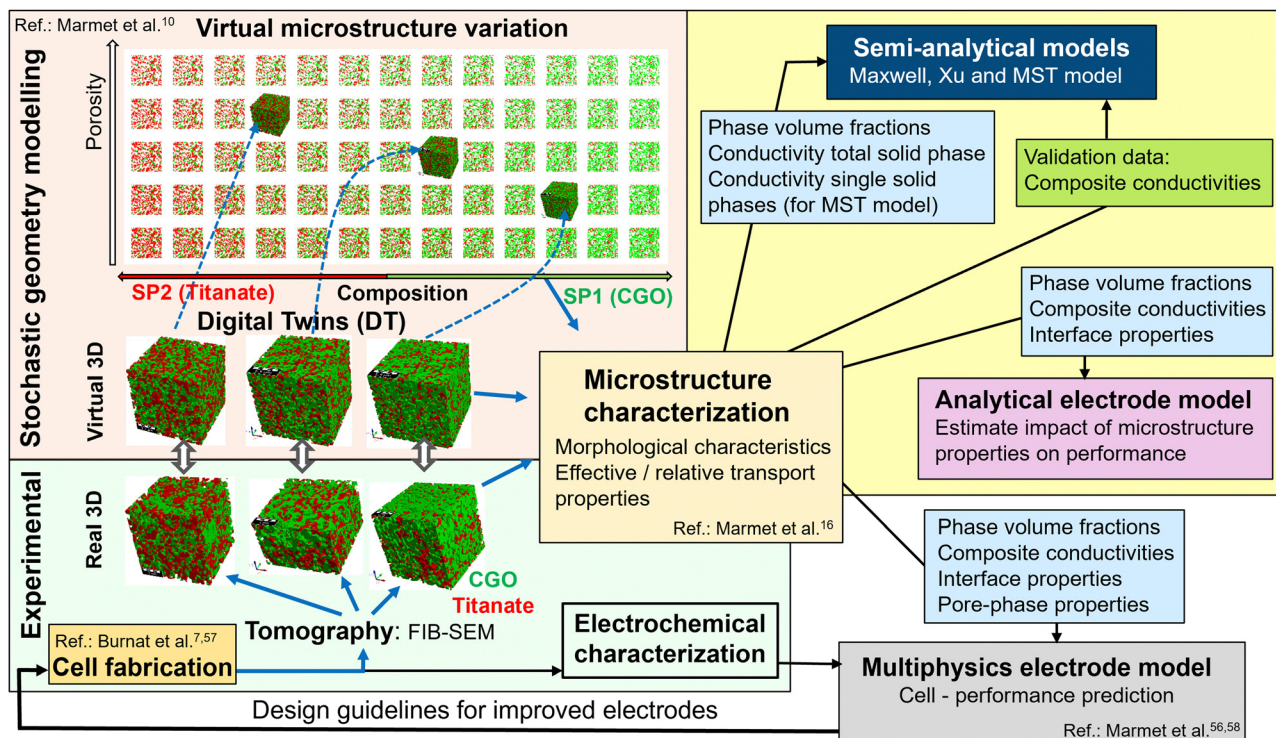 Ref.: Marmet et al.10
Virtual microstructure variation
Stochastic geometry modelling
Porosity
SP2 (Titanate)
Composition
SP1 (CGO)
Digital Twins (DT)
Virtual 3D
Experimental
Real 3D
CGO
Titanate
Tomography: FIB-SEM
Ref.: Burnat et al.7,57
Cell fabrication
Electrochemical
characterization
Design guidelines for improved electrodes
Microstructure
characterization
Morphological characteristics
Effective / relative transport
properties
Ref.: Marmet et al.16
Semi-analytical models
Maxwell, Xu and MST model
Phase volume fractions
Conductivity total solid phase
Conductivity single solid
phases (for MST model)
Validation data:
Composite conductivities
Phase volume fractions
Composite conductivities
Interface properties
Analytical electrode model
Estimate impact of microstructure
properties on performance
Phase volume fractions
Composite conductivities
Interface properties
Pore-phase properties
Multiphysics electrode model
Cell - performance prediction
Ref.: Marmet et al.56,58